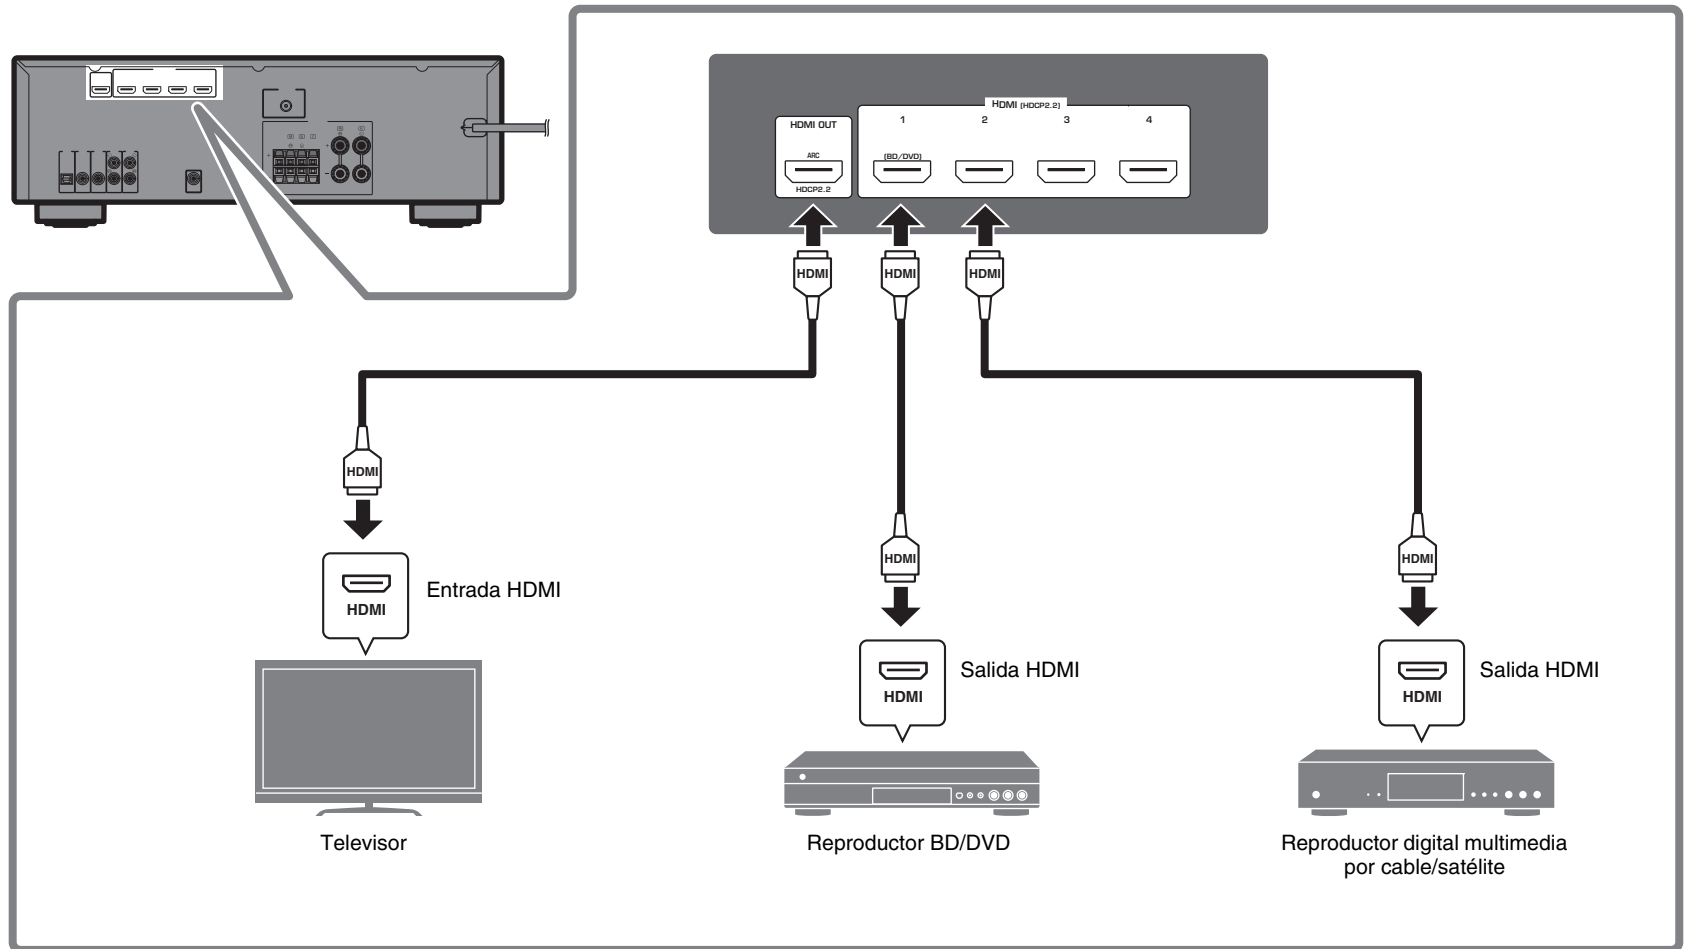 HDMI (HDCP2.2)
HDMI OUT
1
2
3
4
ARC
(BD/DVD)
HDCP2.2
HDMI
HDMI
HDMI
HDMI
HDMI
HDMI
HDMI
Entrada HDMI
HDMI
Salida HDMI
HDMI
Salida HDMI
Televisor
Reproductor BD/DVD
Reproductor digital multimedia
por cable/satélite